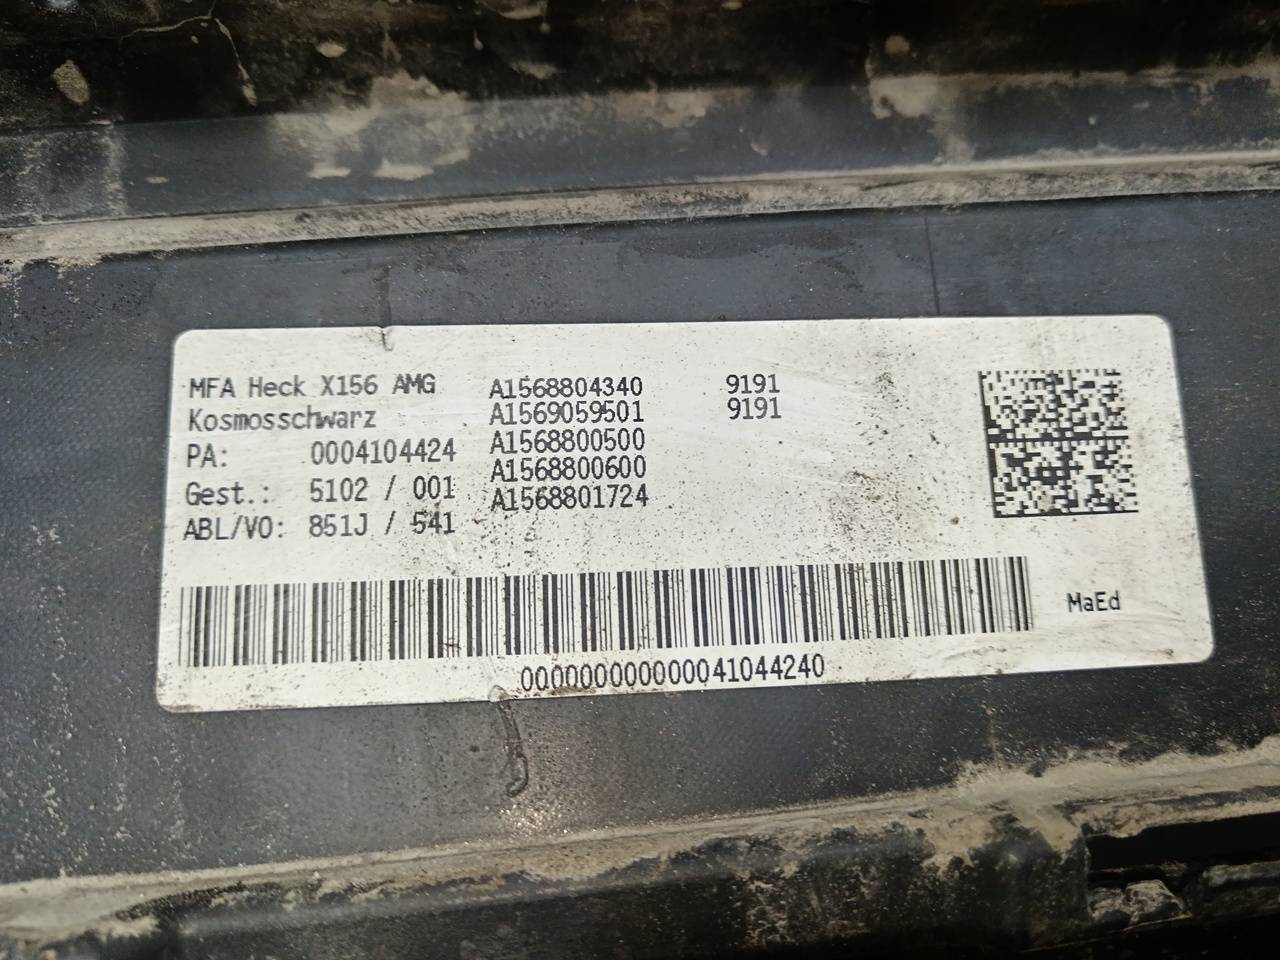 MFA Heck X156 AMG A1568804340 9191
Kosmosschwarz A1569059501 9191
PA: 0004104424 A1568800500
A1568800600
Gest.: 5102 / 001 A1568801724
ABL/VO: 851J / 541
MaEd
00000000000041044240